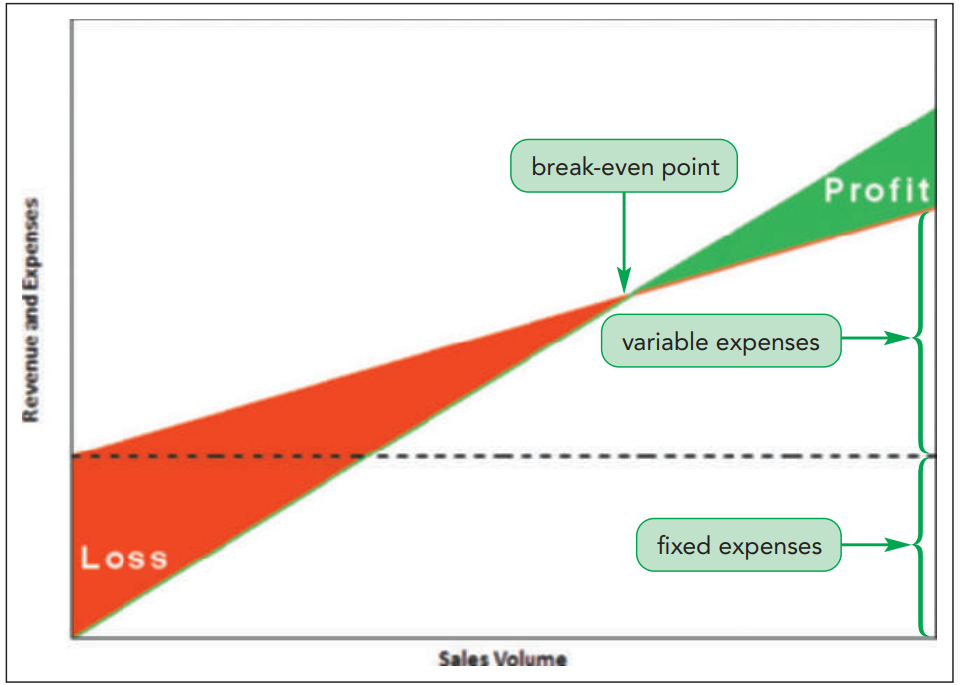 break-even point
Profit
Revenue and Expenses
variable expenses
Loss
fixed expenses
Sales Volume